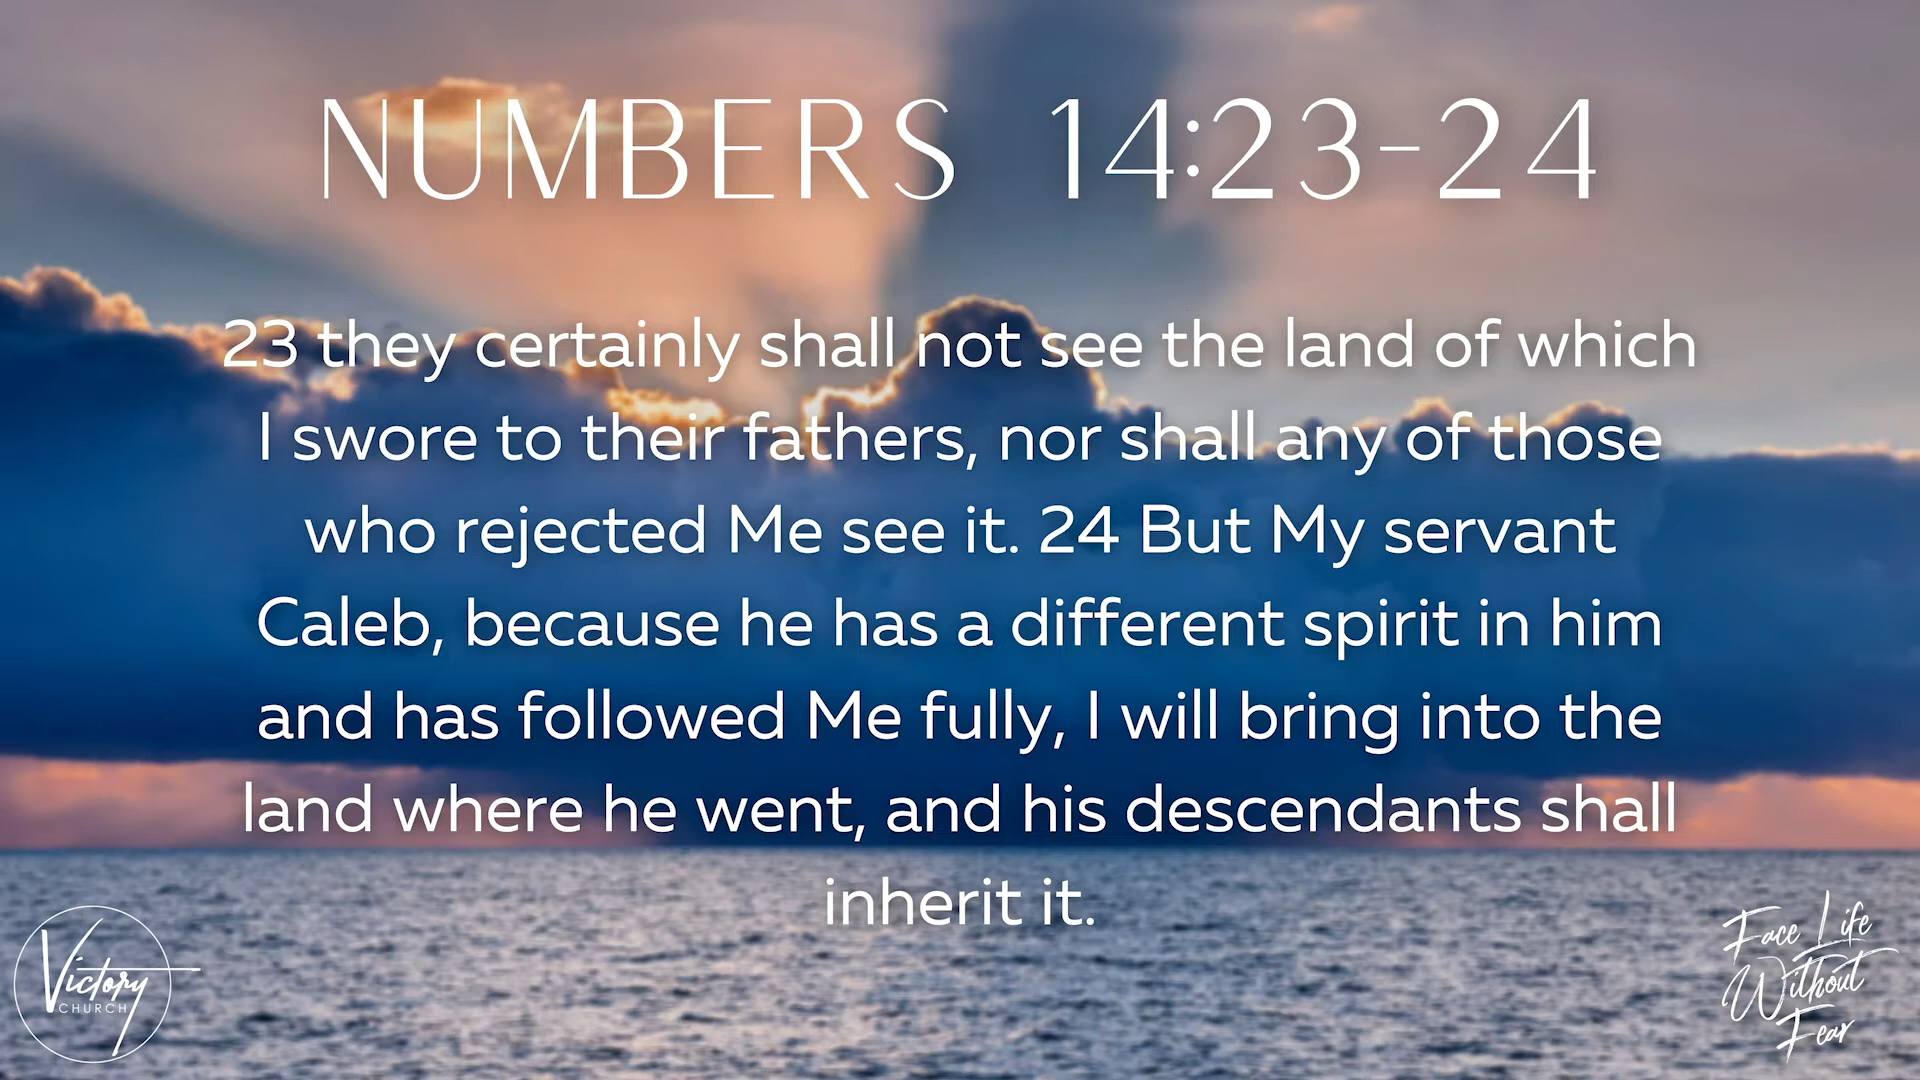 NUMBERS 14:23-24
23 they certainly shall not see the land of which
I swore to their fathers, nor shall any of those
who rejected Me see it. 24 But My servant
Caleb, because he has a different spirit in him
and has followed Me fully, I will bring into the
land where he went, and his descendants shall
inherit it.
Victory
CHURCH
Face Life
Without
Fear